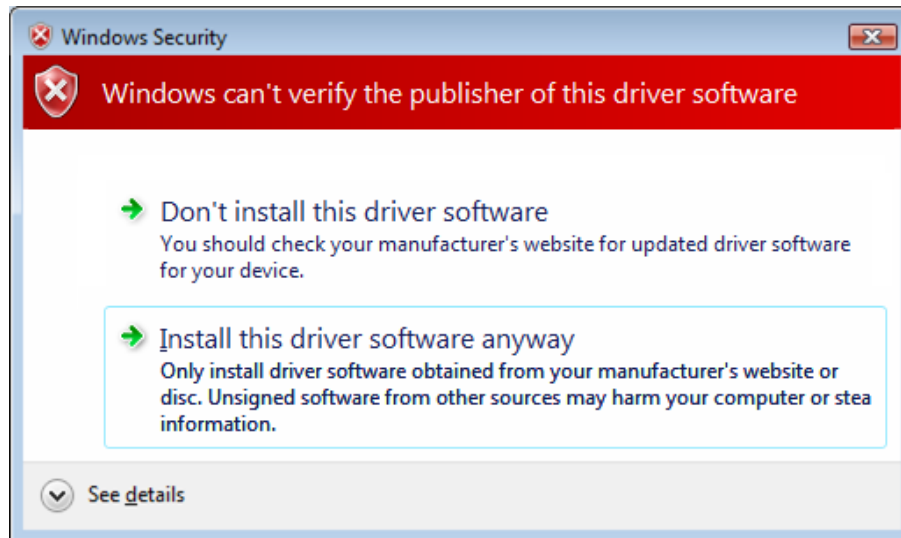 Windows Security
Windows can't verify the publisher of this driver software
Don't install this driver software
You should check your manufacturer's website for updated driver software
for your device.
Install this driver software anyway
Only install driver software obtained from your manufacturer's website or
disc. Unsigned software from other sources may harm your computer or stea
information.
See details